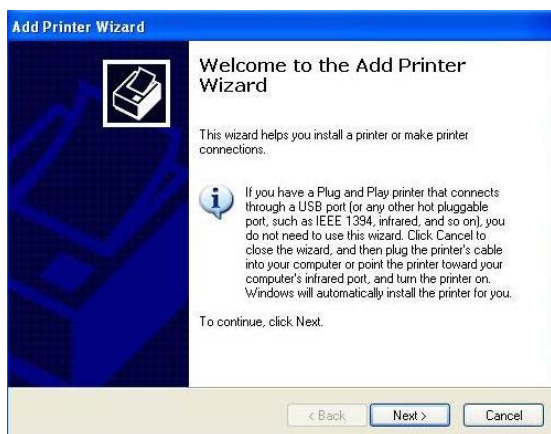 Add Printer Wizard
Welcome to the Add Printer
Wizard
This wizard helps you install a printer or make printer
connections.
If you have a Plug and Play printer that connects
through a USB port (or any other hot pluggable
port, such as IEEE 1394, infrared, and so on), you
do not need to use this wizard. Click Cancel to
close the wizard, and then plug the printer's cable
into your computer or point the printer toward your
computer's infrared port, and turn the printer on.
Windows will automatically install the printer for you.
To continue, click Next.
< Back Next > Cancel